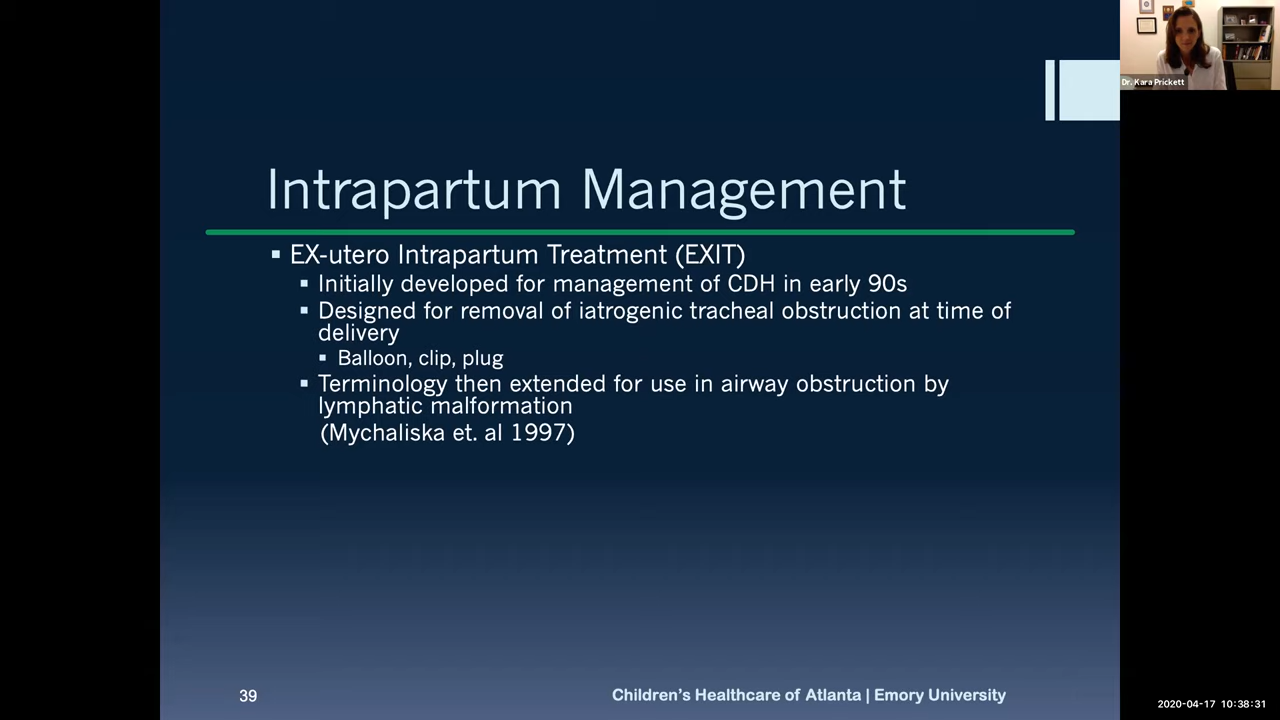 Dr. Kara Prickett
Intrapartum Management
▪ EX-utero Intrapartum Treatment (EXIT)
▪ Initially developed for management of CDH in early 90s
▪ Designed for removal of iatrogenic tracheal obstruction at time of
delivery
▪ Balloon, clip, plug
▪ Terminology then extended for use in airway obstruction by
lymphatic malformation
(Mychaliska et. al 1997)
39
Children's Healthcare of Atlanta | Emory University
2020-04-17 10:38:31